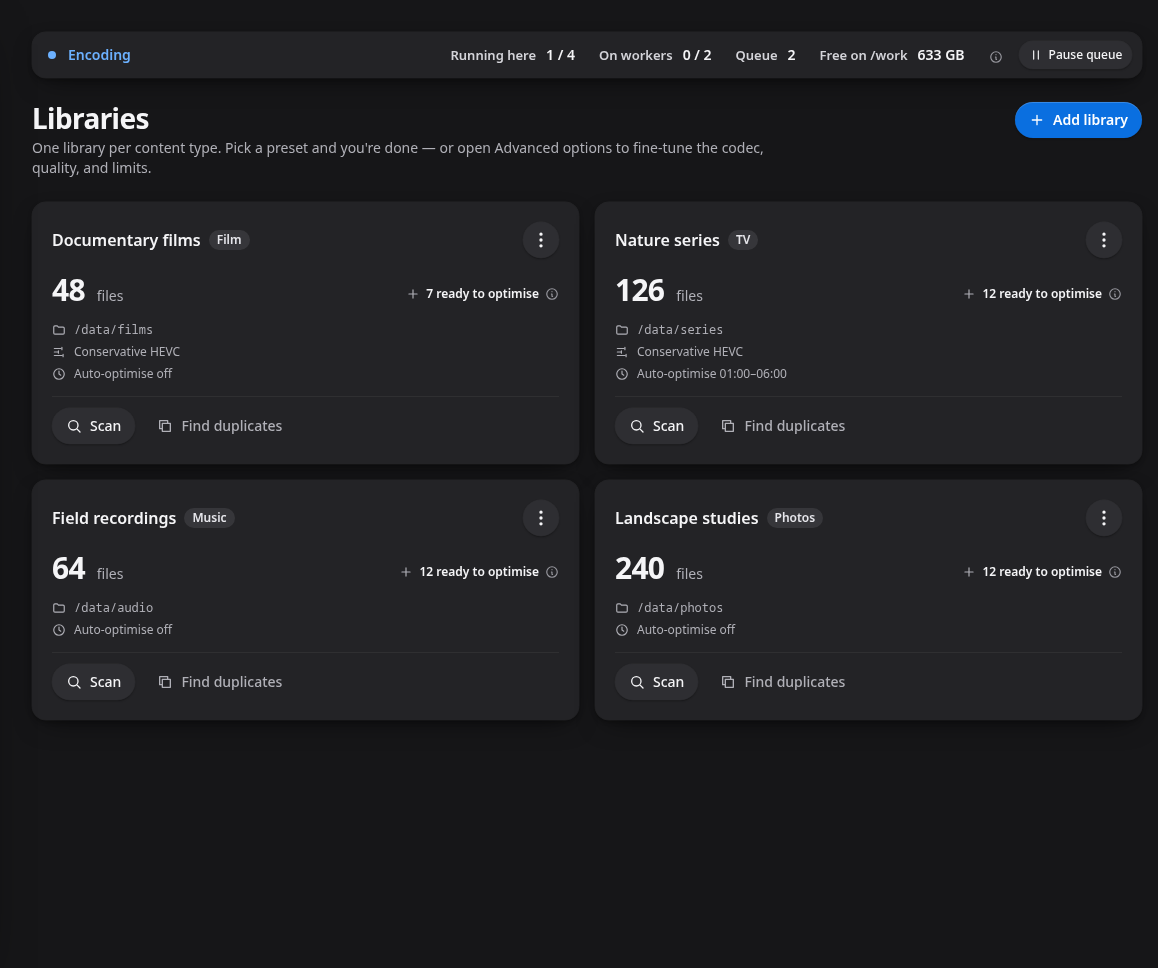 Encoding Running here 1 / 4 On workers 0 / 2 Queue 2 Free on /work 633 GB Pause queue
Libraries
Add library
One library per content type. Pick a preset and you're done — or open Advanced options to fine-tune the codec,
quality, and limits.
Documentary films Film
48 files 7 ready to optimise
/data/films
Conservative HEVC
Auto-optimise off
Scan Find duplicates
Nature series TV
126 files 12 ready to optimise
/data/series
Conservative HEVC
Auto-optimise 01:00–06:00
Scan Find duplicates
Field recordings Music
64 files 12 ready to optimise
/data/audio
Auto-optimise off
Scan Find duplicates
Landscape studies Photos
240 files 12 ready to optimise
/data/photos
Auto-optimise off
Scan Find duplicates